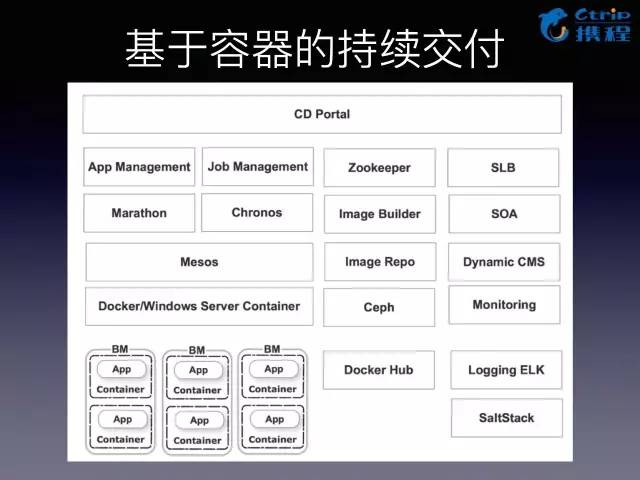 Ctrip
携程
基于容器的持续交付
CD Portal
App Management
Job Management
Zookeeper
SLB
Marathon
Chronos
Image Builder
SOA
Mesos
Image Repo
Dynamic CMS
Docker/Windows Server Container
Ceph
Monitoring
BM
BM
BM
App
App
App
Container
Container
Container
App
App
App
Container
Container
Container
Docker Hub
Logging ELK
SaltStack